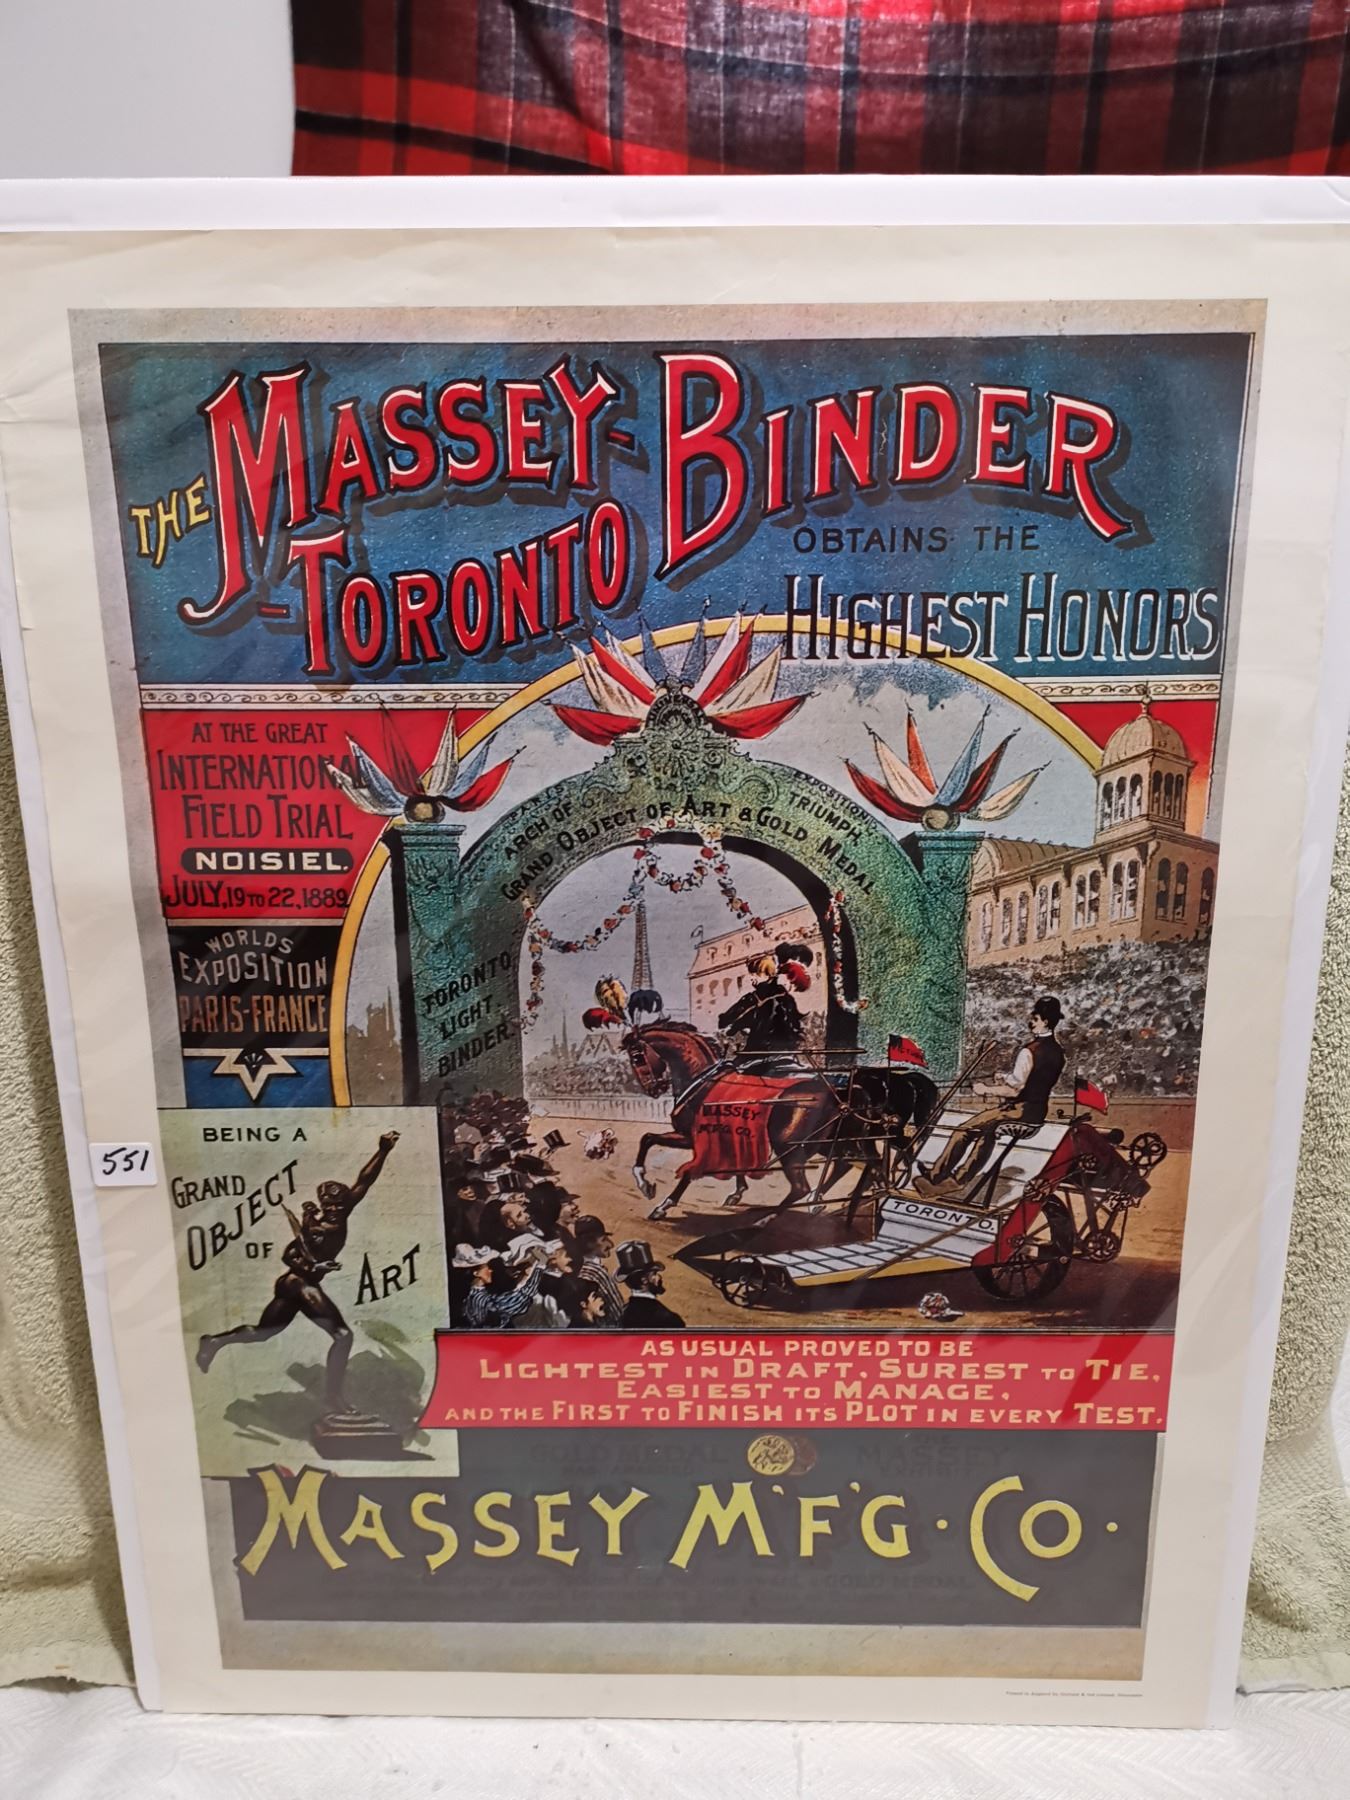 THE MASSEY-
-TORONTO
BINDER
OBTAINS THE
HIGHEST HONORS
AT THE GREAT
INTERNATIONAL
FIELD TRIAL
NOISIEL.
JULY, 19 TO 22, 1889
WORLDS
EXPOSITION
PARIS-FRANCE
PARIS EXPOSITION
ARCH OF TRIUMPH
GRAND OBJECT OF ART & GOLD MEDAL
TORONTO
LIGHT
BINDER
MASSEY
M'F'G CO.
TORONTO.
551
BEING A
GRAND
OBJECT
OF
ART
AS USUAL PROVED TO BE
LIGHTEST IN DRAFT, SUREST TO TIE,
EASIEST TO MANAGE,
AND THE FIRST TO FINISH ITS PLOT IN EVERY TEST.
GOLD MEDAL
MASSEY
MASSEY M'F'G. CO.
GOLD MEDAL